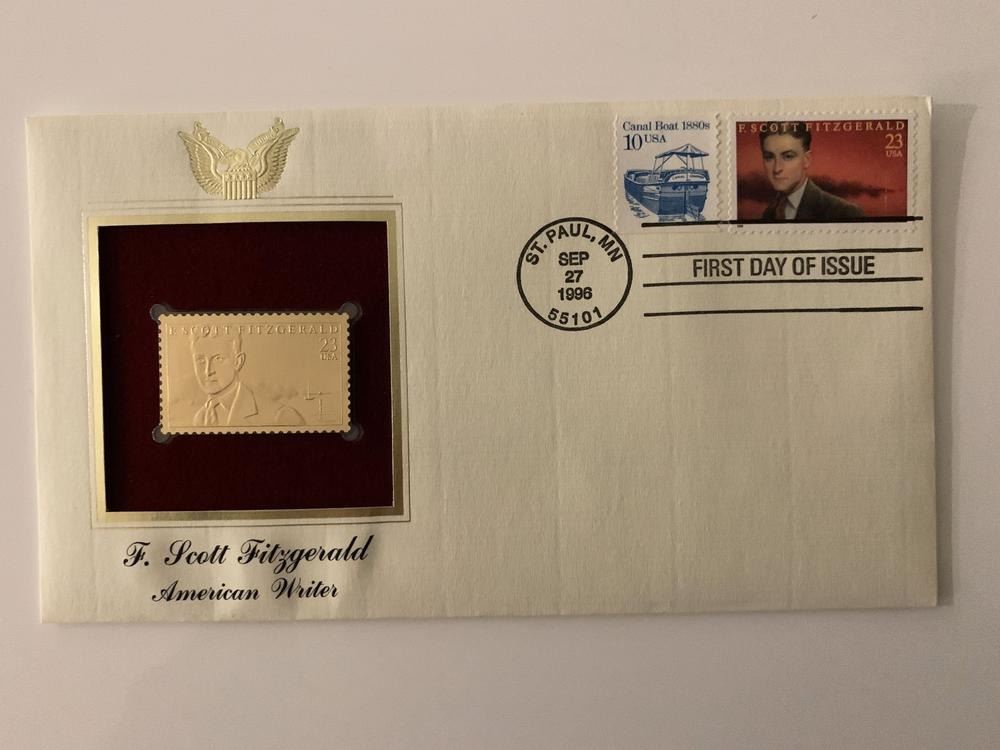 Canal Boat 1880s
10 USA
F. SCOTT FITZGERALD
23
USA
ST. PAUL, MN
SEP
27
1996
55101
FIRST DAY OF ISSUE
F. SCOTT FITZGERALD
23
USA
F. Scott Fitzgerald
American Writer